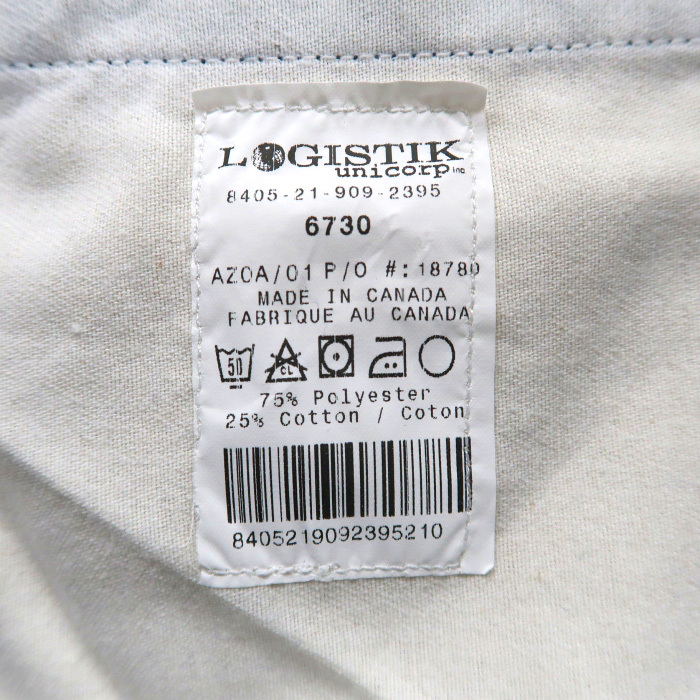 LOGISTIK
unicorp inc
8405-21-909-2395
6730
AZOA/01 P/O #: 18780
MADE IN CANADA
FABRIQUE AU CANADA
50 CL
75% Polyester
25% Cotton / Coton
8405219092395210